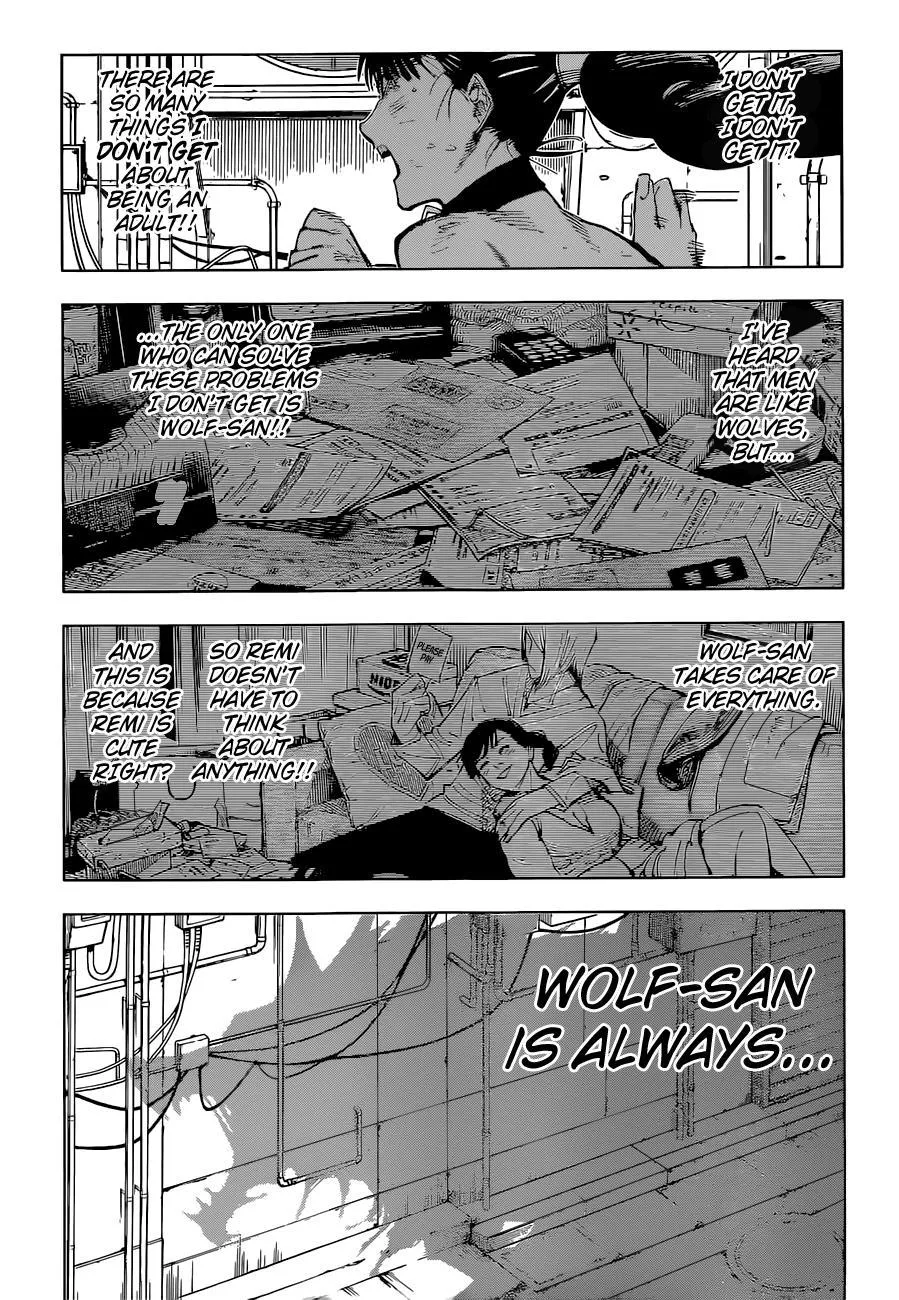 I DON'T
GET IT,
I DON'T
GET IT!
THERE ARE
SO MANY
THINGS I
DON'T GET
ABOUT
BEING AN
ADULT!!
I'VE
HEARD
THAT MEN
ARE LIKE
WOLVES,
BUT...
...THE ONLY ONE
WHO CAN SOLVE
THESE PROBLEMS
I DON'T GET IS
WOLF-SAN!!
WOLF-SAN
TAKES CARE OF
EVERYTHING.
PLEASE
PAY
SO REMI
DOESN'T
HAVE TO
THINK
ABOUT
ANYTHING!!
AND
THIS IS
BECAUSE
REMI IS
CUTE
RIGHT?
WOLF-SAN
IS ALWAYS...